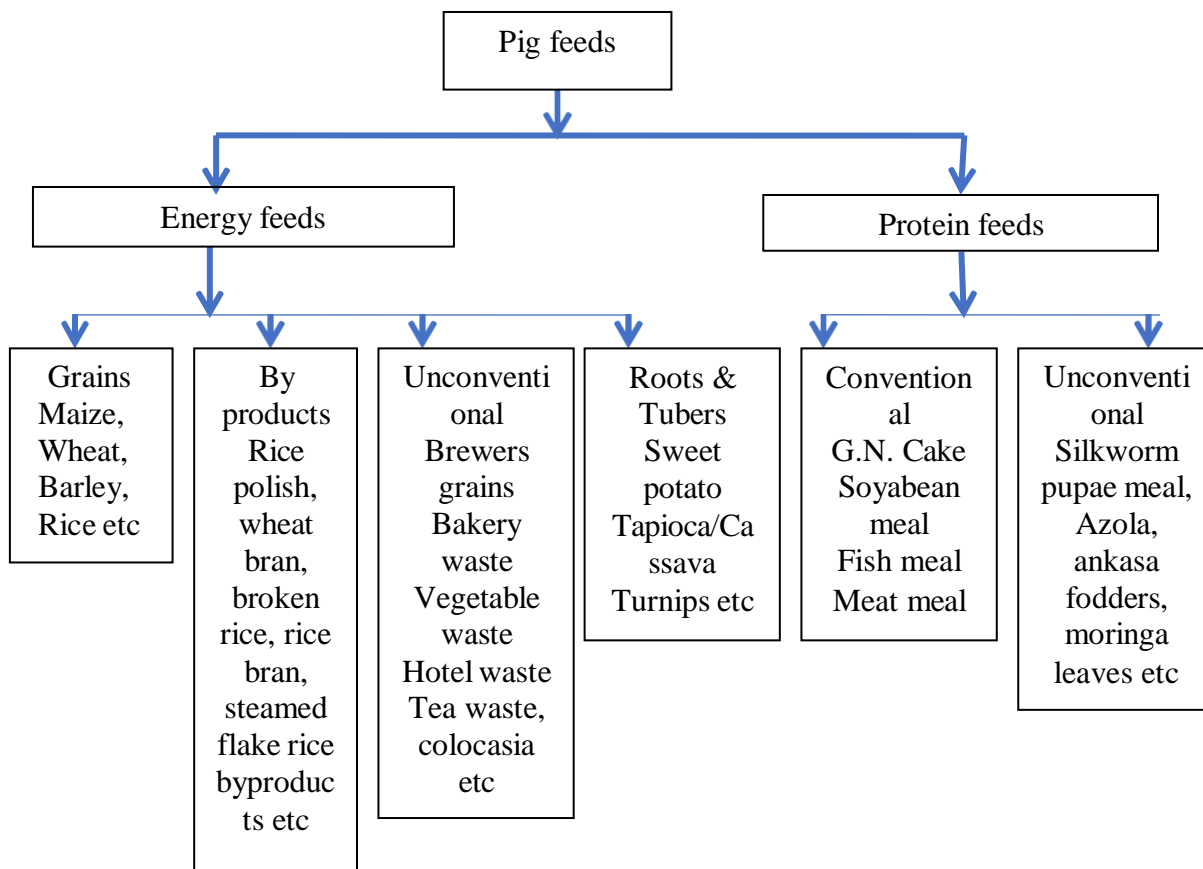 Pig feeds
Energy feeds
Protein feeds
Grains
Maize,
Wheat,
Barley,
Rice etc
By
products
Rice
polish,
wheat
bran,
broken
rice, rice
bran,
steamed
flake rice
byproduc
ts etc
Unconventi
onal
Brewers
grains
Bakery
waste
Vegetable
waste
Hotel waste
Tea waste,
colocasia
etc
Roots &
Tubers
Sweet
potato
Tapioca/Ca
ssava
Turnips etc
Convention
al
G.N. Cake
Soyabean
meal
Fish meal
Meat meal
Unconventi
onal
Silkworm
pupae meal,
Azola,
ankasa
fodders,
moringa
leaves etc